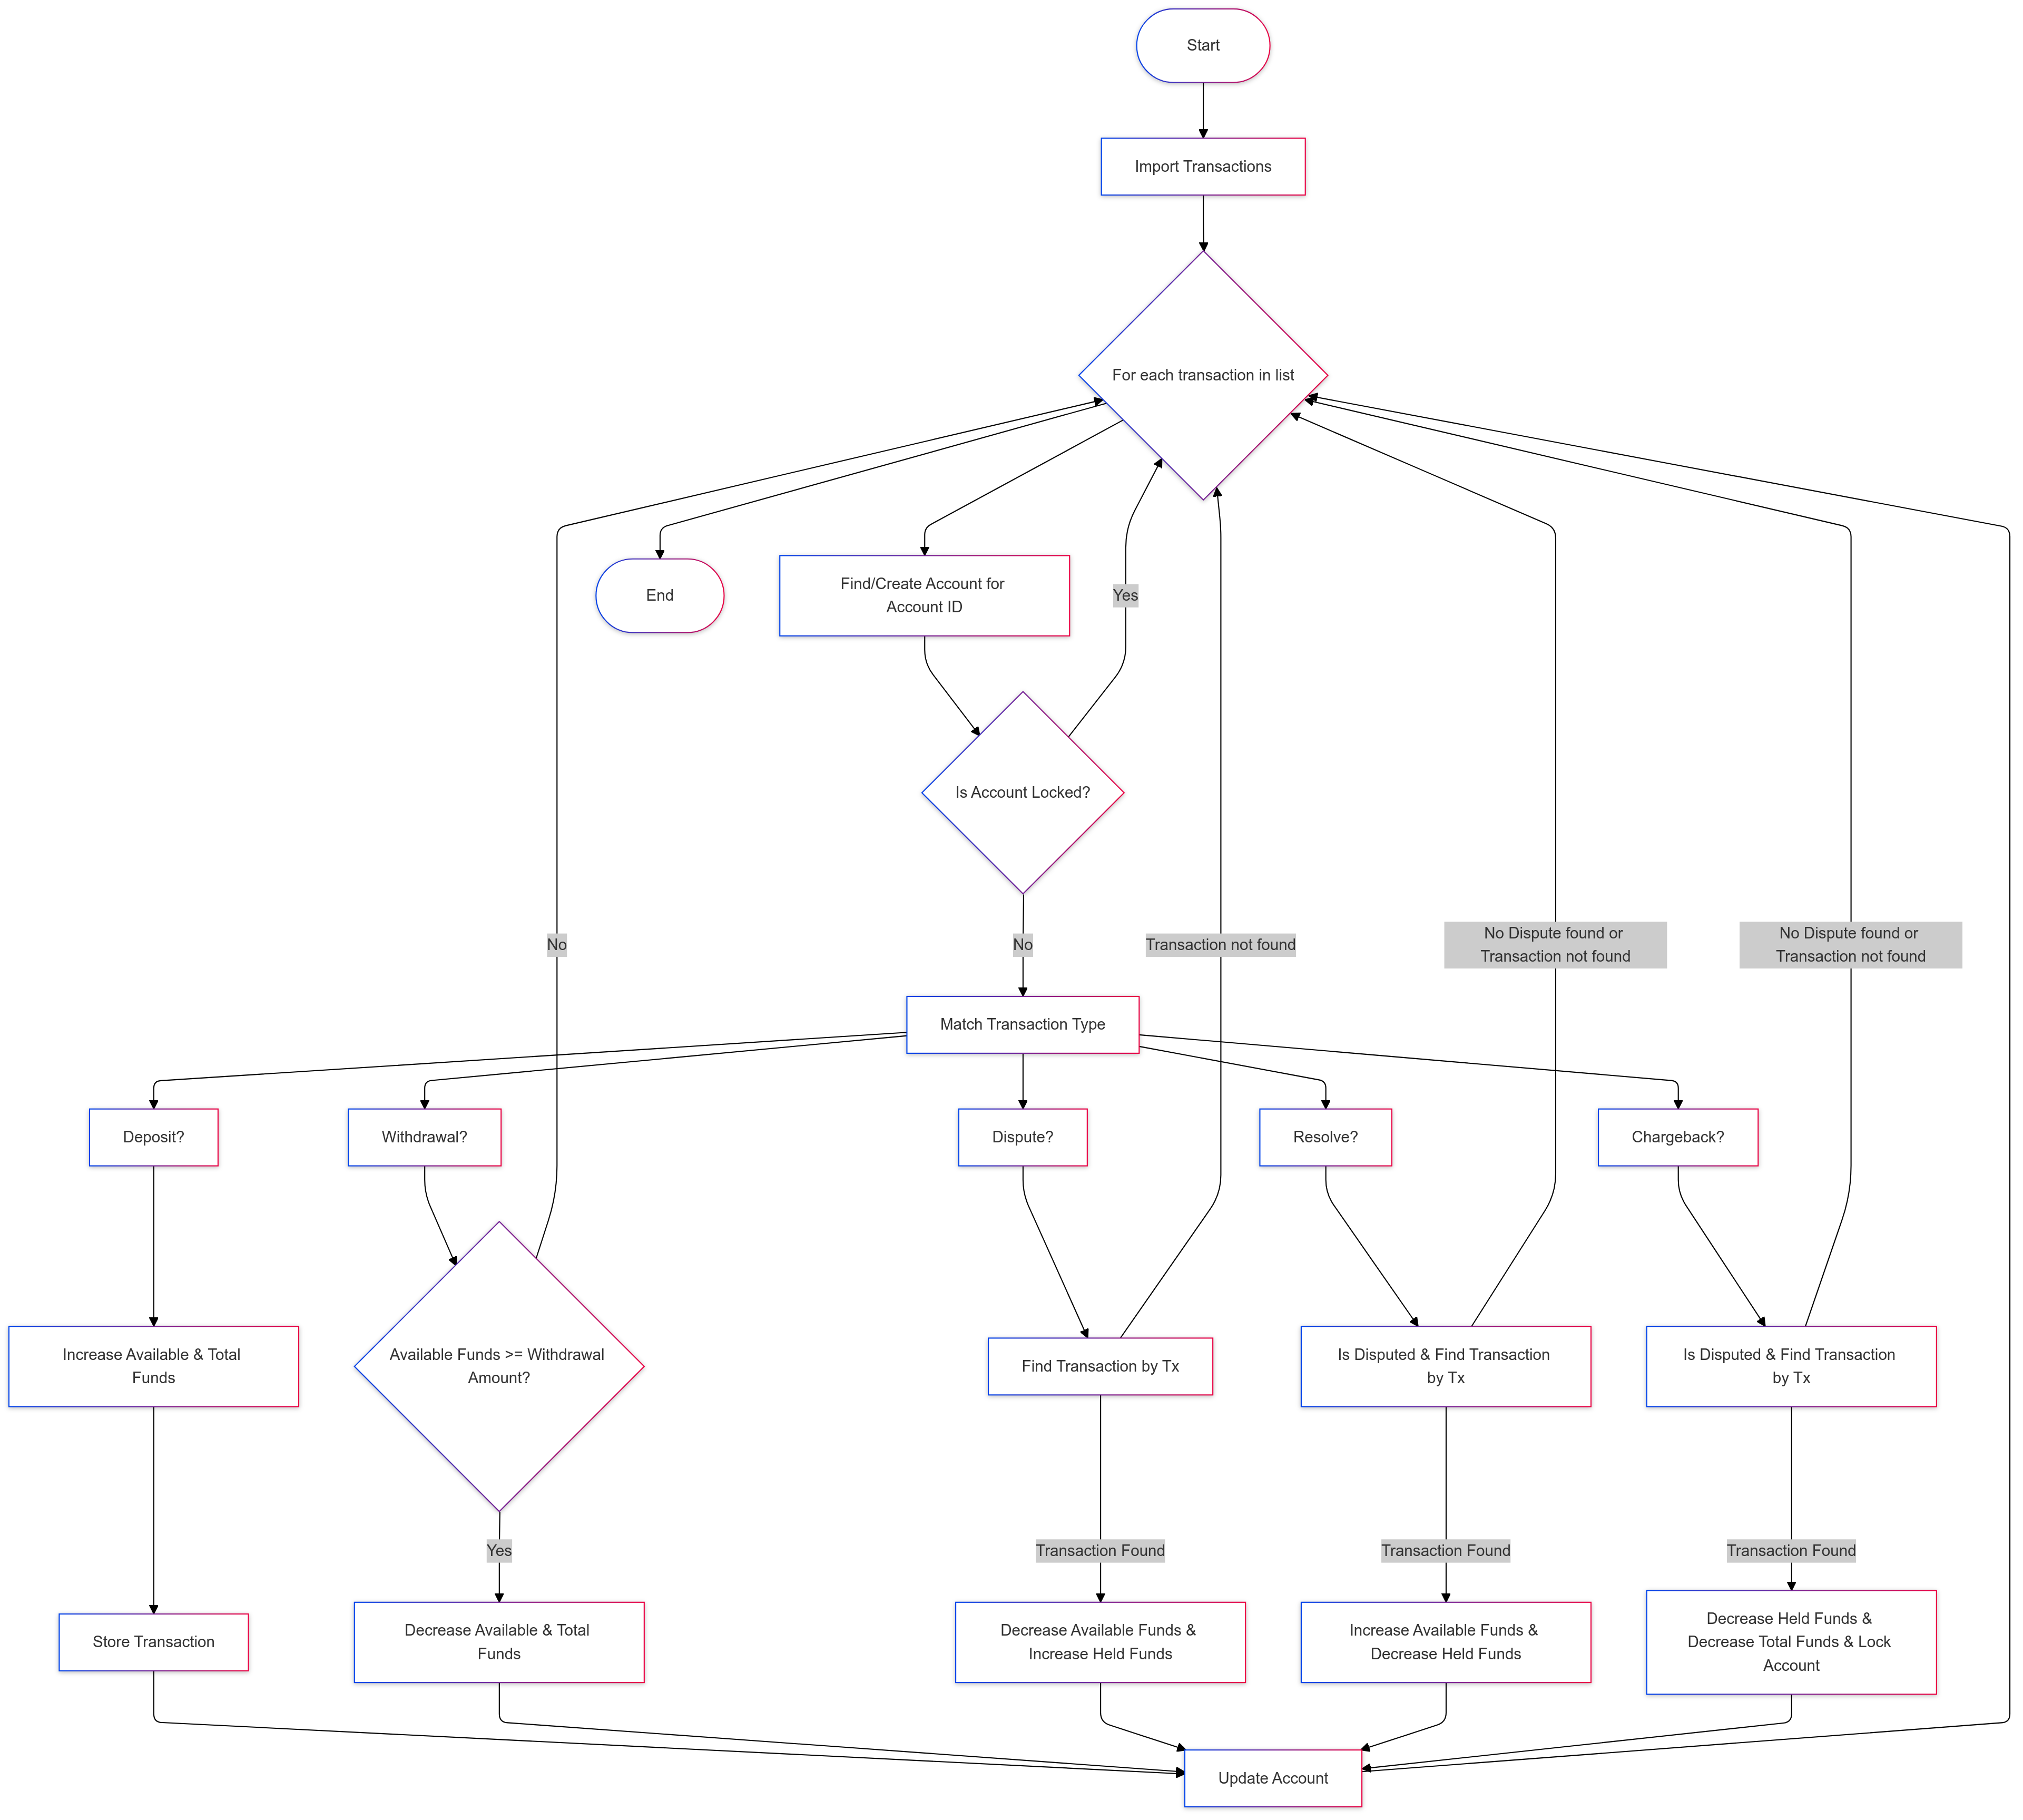 Start
Import Transactions
For each transaction in list
End
Find/Create Account for
Account ID
Yes
Is Account Locked?
No
No
Transaction not found
No Dispute found or
Transaction not found
No Dispute found or
Transaction not found
Match Transaction Type
Deposit?
Withdrawal?
Dispute?
Resolve?
Chargeback?
Increase Available & Total
Funds
Available Funds >= Withdrawal
Amount?
Find Transaction by Tx
Is Disputed & Find Transaction
by Tx
Is Disputed & Find Transaction
by Tx
Yes
Transaction Found
Transaction Found
Transaction Found
Store Transaction
Decrease Available & Total
Funds
Decrease Available Funds &
Increase Held Funds
Increase Available Funds &
Decrease Held Funds
Decrease Held Funds &
Decrease Total Funds & Lock
Account
Update Account